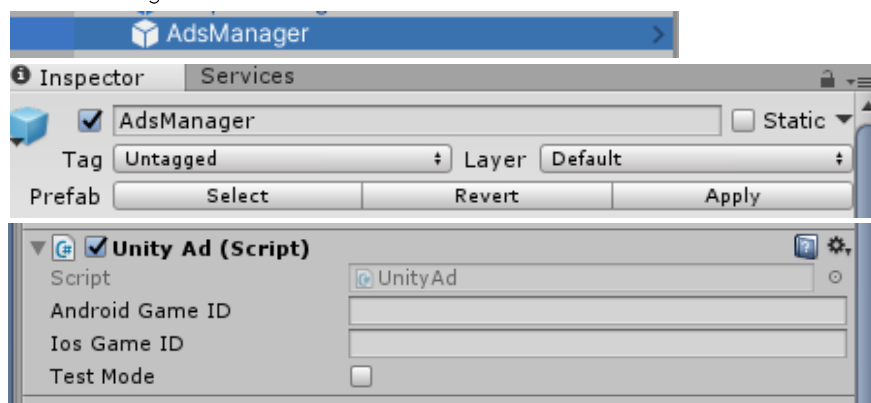 AdsManager
Inspector Services
AdsManager Static
Tag Untagged Layer Default
Prefab Select Revert Apply
Unity Ad (Script)
Script UnityAd
Android Game ID
Ios Game ID
Test Mode